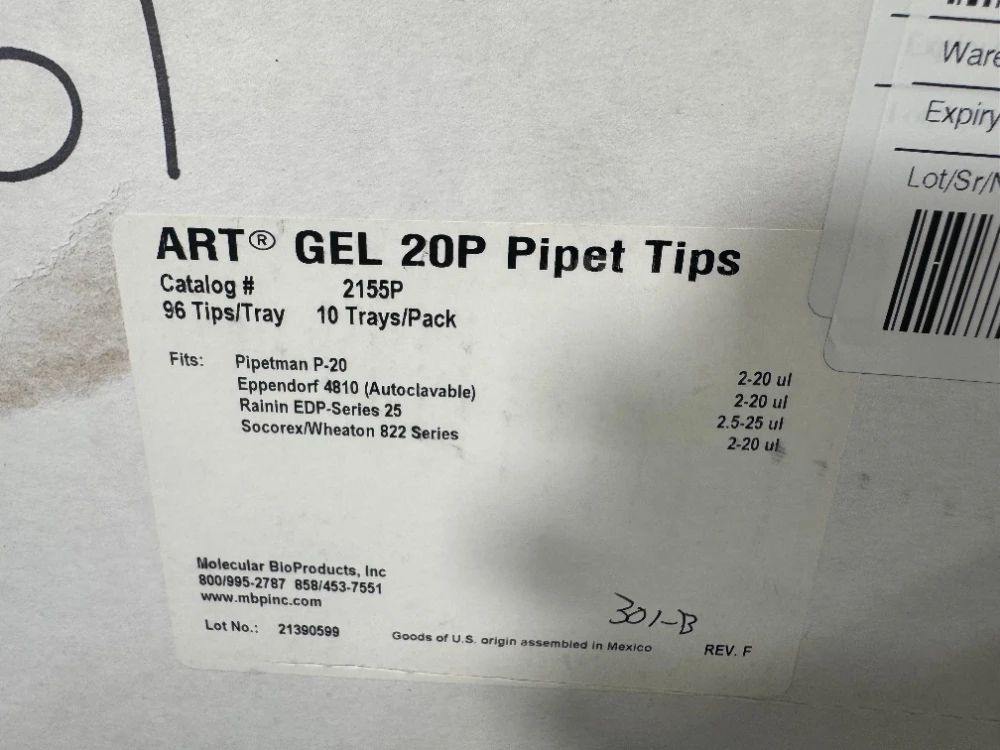 ART® GEL 20P Pipet Tips
Catalog # 2155P
96 Tips/Tray 10 Trays/Pack
Fits: Pipetman P-20 2-20 ul
Eppendorf 4810 (Autoclavable) 2-20 ul
Rainin EDP-Series 25 2.5-25 ul
Socorex/Wheaton 822 Series 2-20 ul
Molecular BioProducts, Inc
800/995-2787 858/453-7551
www.mbpinc.com
301-B
Lot No.: 21390599 Goods of U.S. origin assembled in Mexico REV. F
Expiry
Lot/Sr/